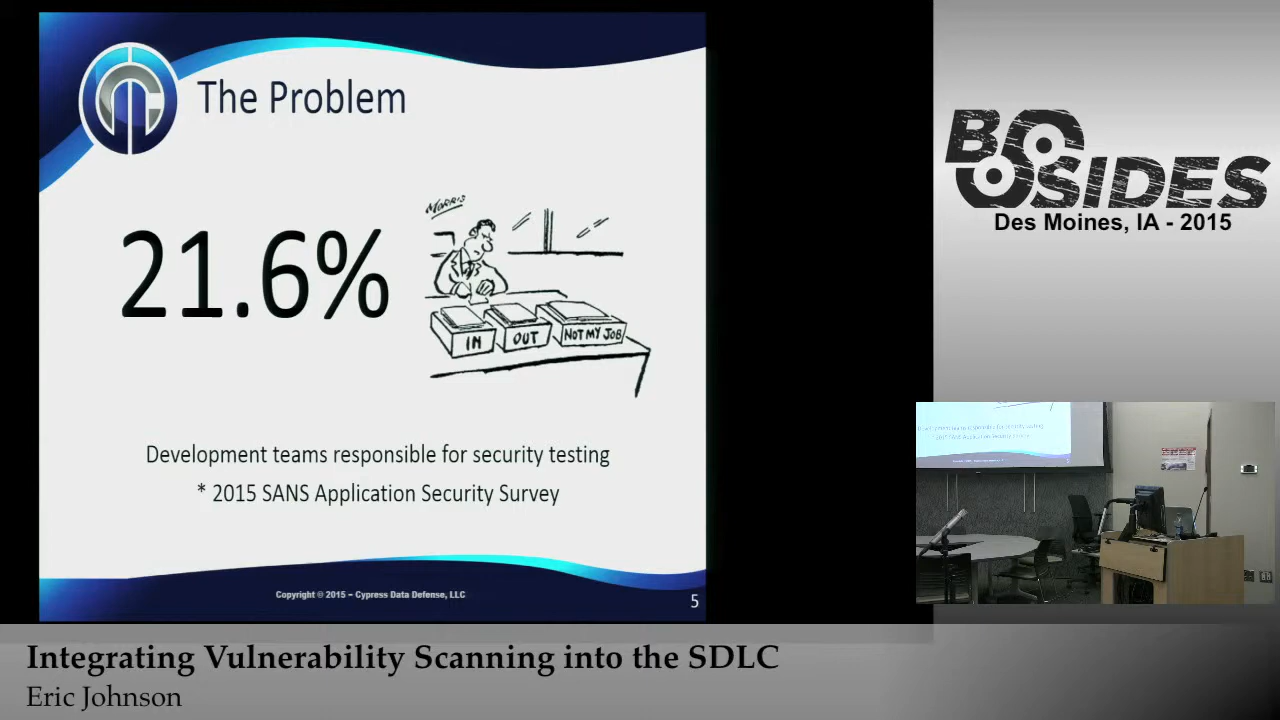 The Problem
21.6%
MORRIS
IN
OUT
NOT MY JOB
Development teams responsible for security testing
* 2015 SANS Application Security Survey
Copyright © 2015 – Cypress Data Defense, LLC
5
BSIDES
Des Moines, IA - 2015
Integrating Vulnerability Scanning into the SDLC
Eric Johnson